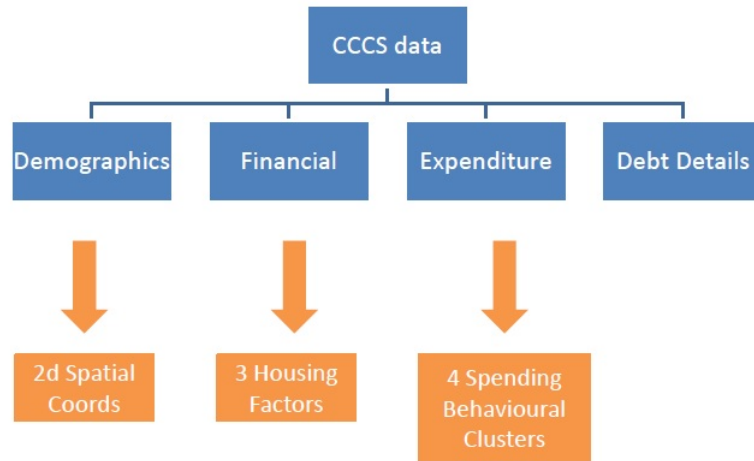 CCCS data
Demographics
Financial
Expenditure
Debt Details
2d Spatial
Coords
3 Housing
Factors
4 Spending
Behavioural
Clusters